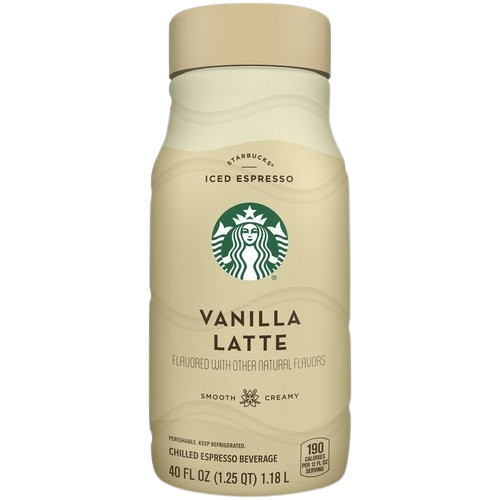 STARBUCKS®
ICED ESPRESSO
VANILLA
LATTE
FLAVORED WITH OTHER NATURAL FLAVORS
SMOOTH CREAMY
PERISHABLE. KEEP REFRIGERATED.
CHILLED ESPRESSO BEVERAGE
40 FL OZ (1.25 QT) 1.18 L
190
CALORIES
PER 12 FL OZ
SERVING